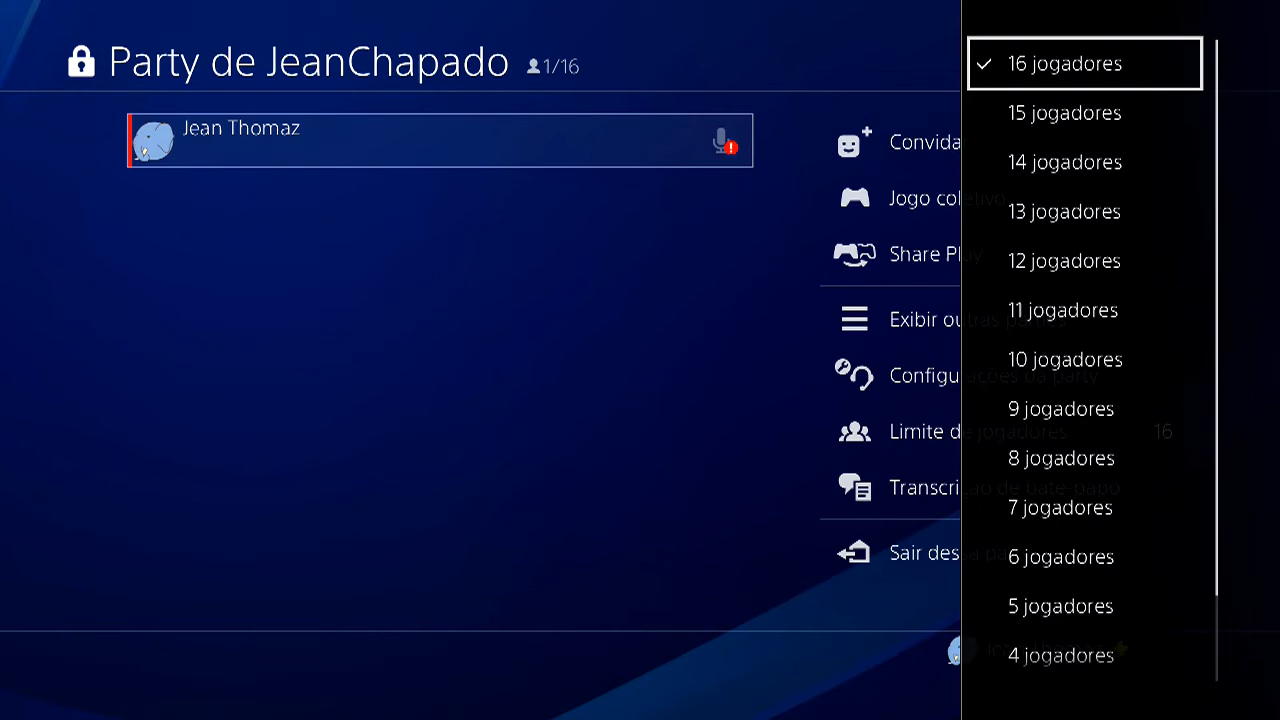 Party de JeanChapado 1/16
Jean Thomaz
Convida
Jogo coletivo
Share Play
Exibir outras parties
Configurações da party
Limite de jogadores 16
Transcrição de bate-papo
Sair dessa pa
16 jogadores
15 jogadores
14 jogadores
13 jogadores
12 jogadores
11 jogadores
10 jogadores
9 jogadores
8 jogadores
7 jogadores
6 jogadores
5 jogadores
4 jogadores